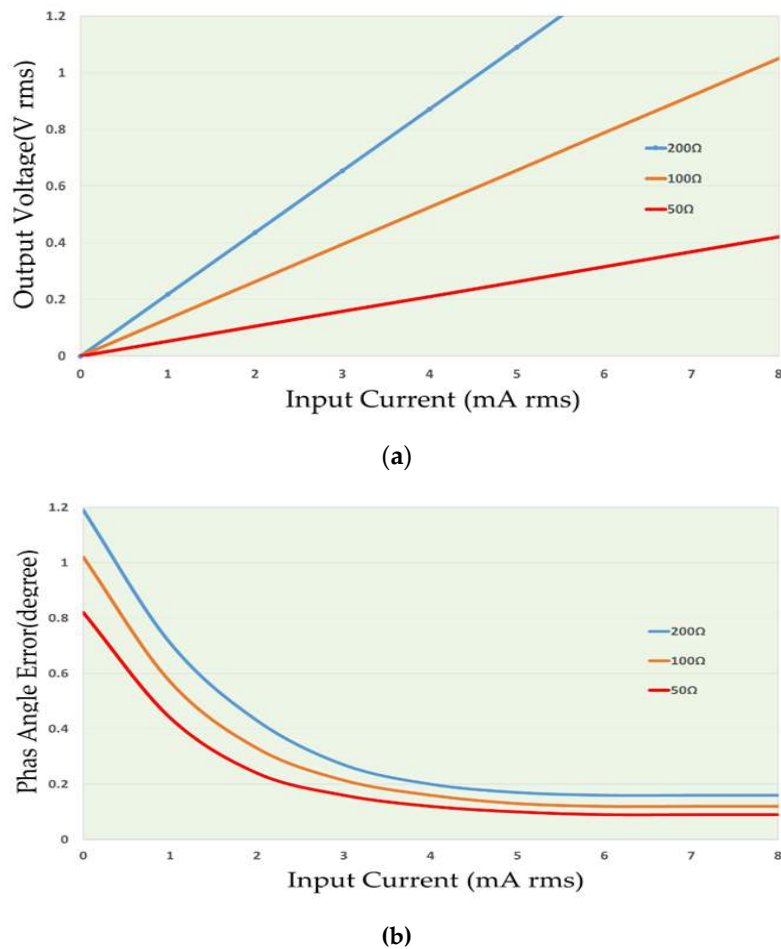 1.2
1
0.8
0.6
0.4
0.2
0
Output Voltage(V rms)
200Ω
100Ω
50Ω
0 1 2 3 4 5 6 7 8
Input Current (mA rms)
(a)
1.2
1
0.8
0.6
0.4
0.2
0
Phas Angle Error(degree)
200Ω
100Ω
50Ω
0 1 2 3 4 5 6 7 8
Input Current (mA rms)
(b)